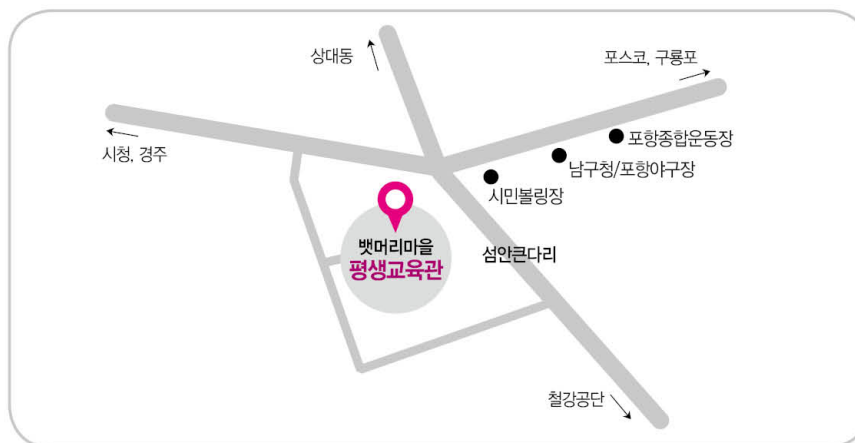 상대동
포스코, 구룡포
시청, 경주
포항종합운동장
남구청/포항야구장
시민볼링장
뱃머리마을
평생교육관
섬안큰다리
철강공단